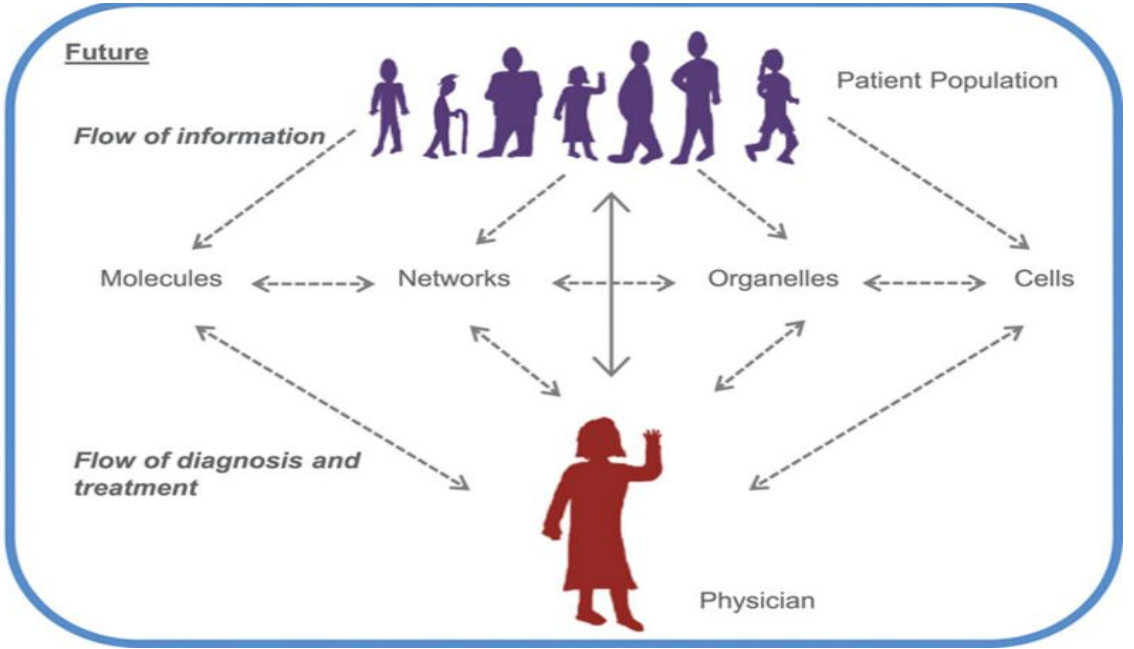 Future
Patient Population
Flow of information
Molecules
Networks
Organelles
Cells
Flow of diagnosis and
treatment
Physician